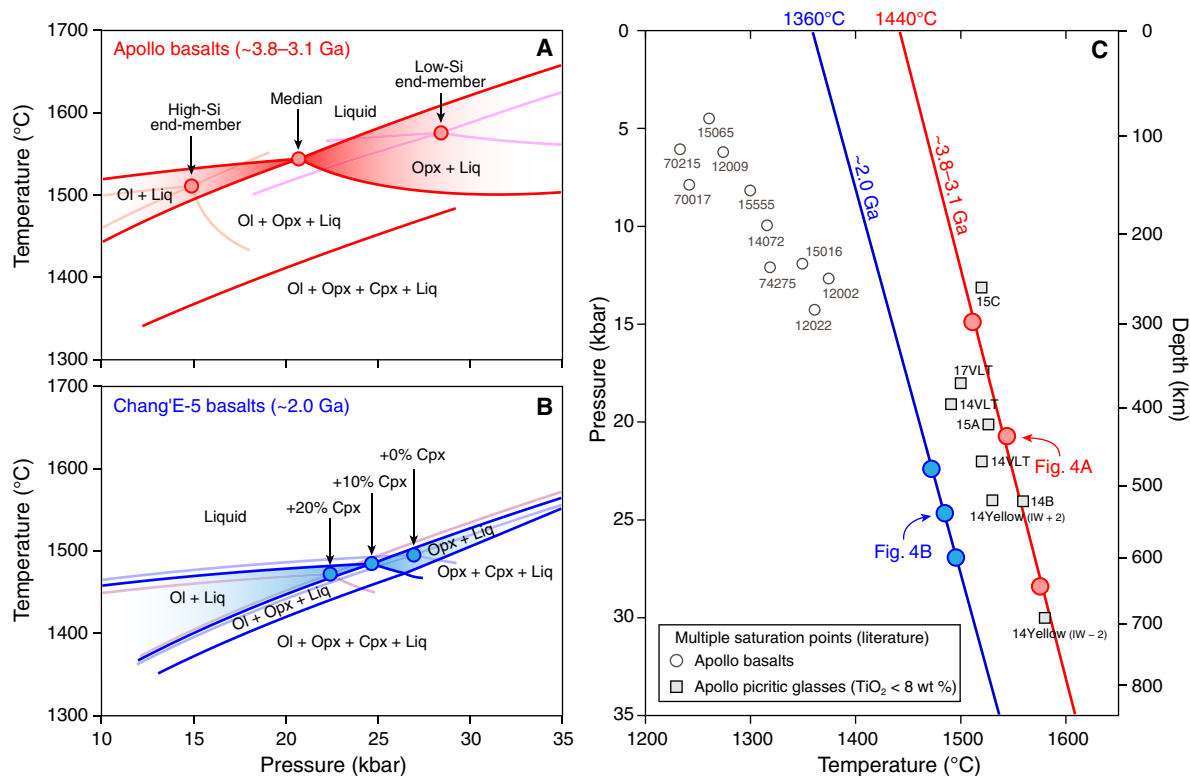 A
Apollo basalts (~3.8–3.1 Ga)
High-Si
end-member
Median
Liquid
Low-Si
end-member
Ol + Liq
Opx + Liq
Ol + Opx + Liq
Ol + Opx + Cpx + Liq
Temperature (°C)
1700
1600
1500
1400
1300
B
Chang'E-5 basalts (~2.0 Ga)
+0% Cpx
+10% Cpx
+20% Cpx
Liquid
Opx + Liq
Ol + Liq
Ol + Opx + Liq
Opx + Cpx + Liq
Ol + Opx + Cpx + Liq
Temperature (°C)
1700
1600
1500
1400
1300
10 15 20 25 30 35
Pressure (kbar)
1360°C 1440°C
C
~2.0 Ga
~3.8–3.1 Ga
15065
70215
12009
70017
15555
14072
15016
74275
12002
12022
15C
17VLT
14VLT
15A
14VLT
14B
14Yellow (IW + 2)
14Yellow (IW – 2)
Fig. 4A
Fig. 4B
Multiple saturation points (literature)
Apollo basalts
Apollo picritic glasses (TiO₂ < 8 wt %)
Pressure (kbar)
0
5
10
15
20
25
30
35
Depth (km)
0
100
200
300
400
500
600
700
800
1200 1300 1400 1500 1600
Temperature (°C)